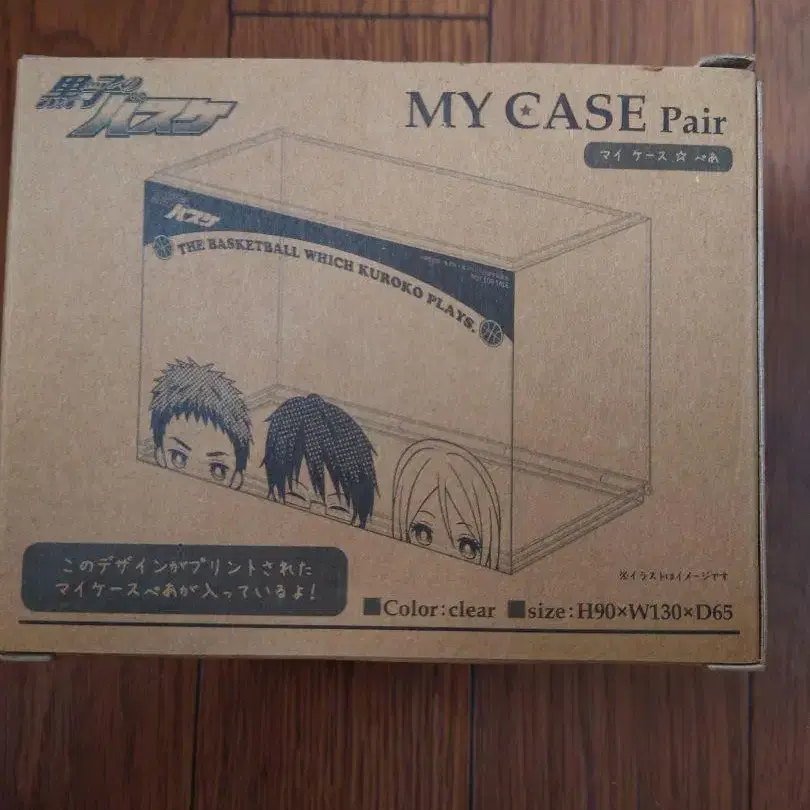 黒子のバスケ
MY CASE Pair
マイ ケース ☆ ぺあ
バスケ
THE BASKETBALL WHICH KUROKO PLAYS.
このデザインがプリントされた
マイケースぺあが入っているよ!
※イラストはイメージです
■Color:clear ■size:H90×W130×D65